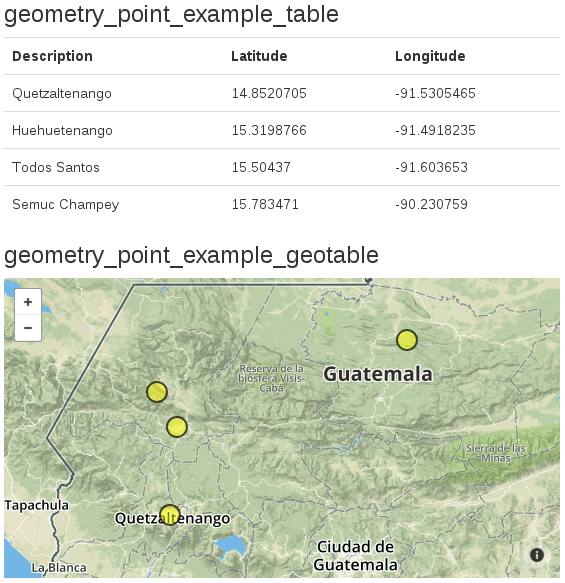 geometry_point_example_table
Description Latitude Longitude
Quetzaltenango 14.8520705 -91.5305465
Huehuetenango 15.3198766 -91.4918235
Todos Santos 15.50437 -91.603653
Semuc Champey 15.783471 -90.230759
geometry_point_example_geotable
+
−
Reserva de la
biósfera Visis-
Cabá
Guatemala
Sierra de las
Minas
Tapachula
Quetzaltenango
La Blanca
Ciudad de
Guatemala
i